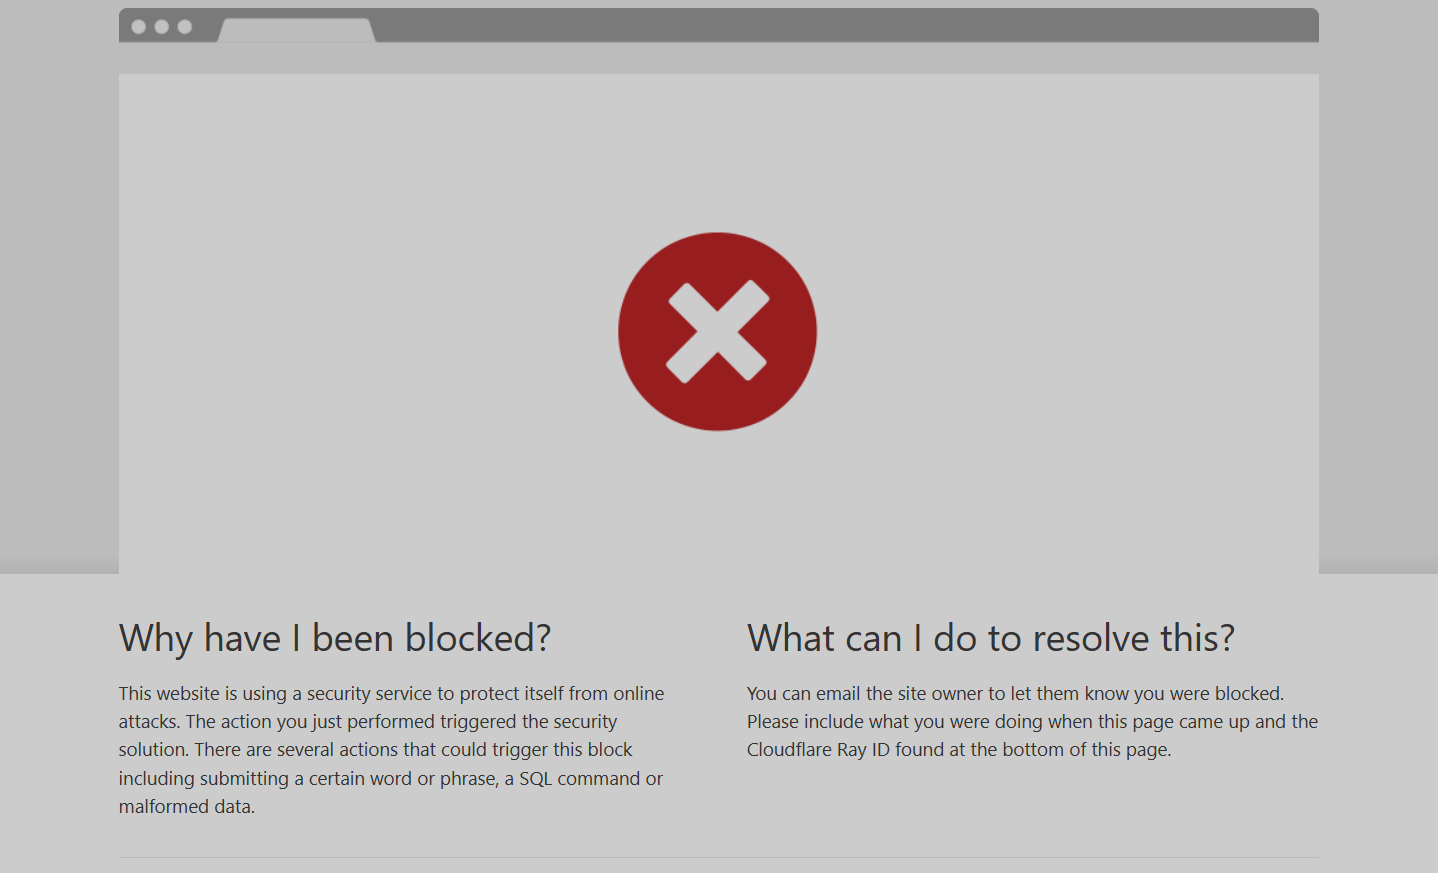 Why have I been blocked?
This website is using a security service to protect itself from online
attacks. The action you just performed triggered the security
solution. There are several actions that could trigger this block
including submitting a certain word or phrase, a SQL command or
malformed data.
What can I do to resolve this?
You can email the site owner to let them know you were blocked.
Please include what you were doing when this page came up and the
Cloudflare Ray ID found at the bottom of this page.